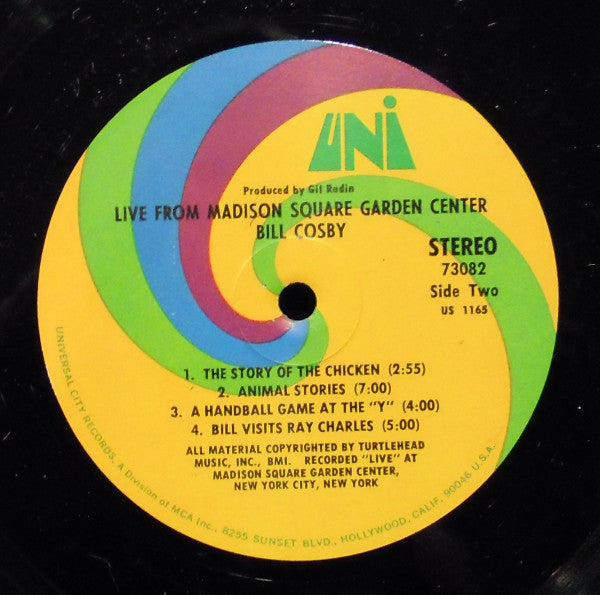 UNI
Produced by Gil Rodin
LIVE FROM MADISON SQUARE GARDEN CENTER
BILL COSBY
STEREO
73082
Side Two
US 1165
1. THE STORY OF THE CHICKEN (2:55)
2. ANIMAL STORIES (7:00)
3. A HANDBALL GAME AT THE "Y" (4:00)
4. BILL VISITS RAY CHARLES (5:00)
ALL MATERIAL COPYRIGHTED BY TURTLEHEAD
MUSIC, INC., BMI. RECORDED "LIVE" AT
MADISON SQUARE GARDEN CENTER,
NEW YORK CITY, NEW YORK
UNIVERSAL CITY RECORDS, A Division of MCA Inc., 8255 SUNSET BLVD., HOLLYWOOD, CALIF. 90046 U.S.A.